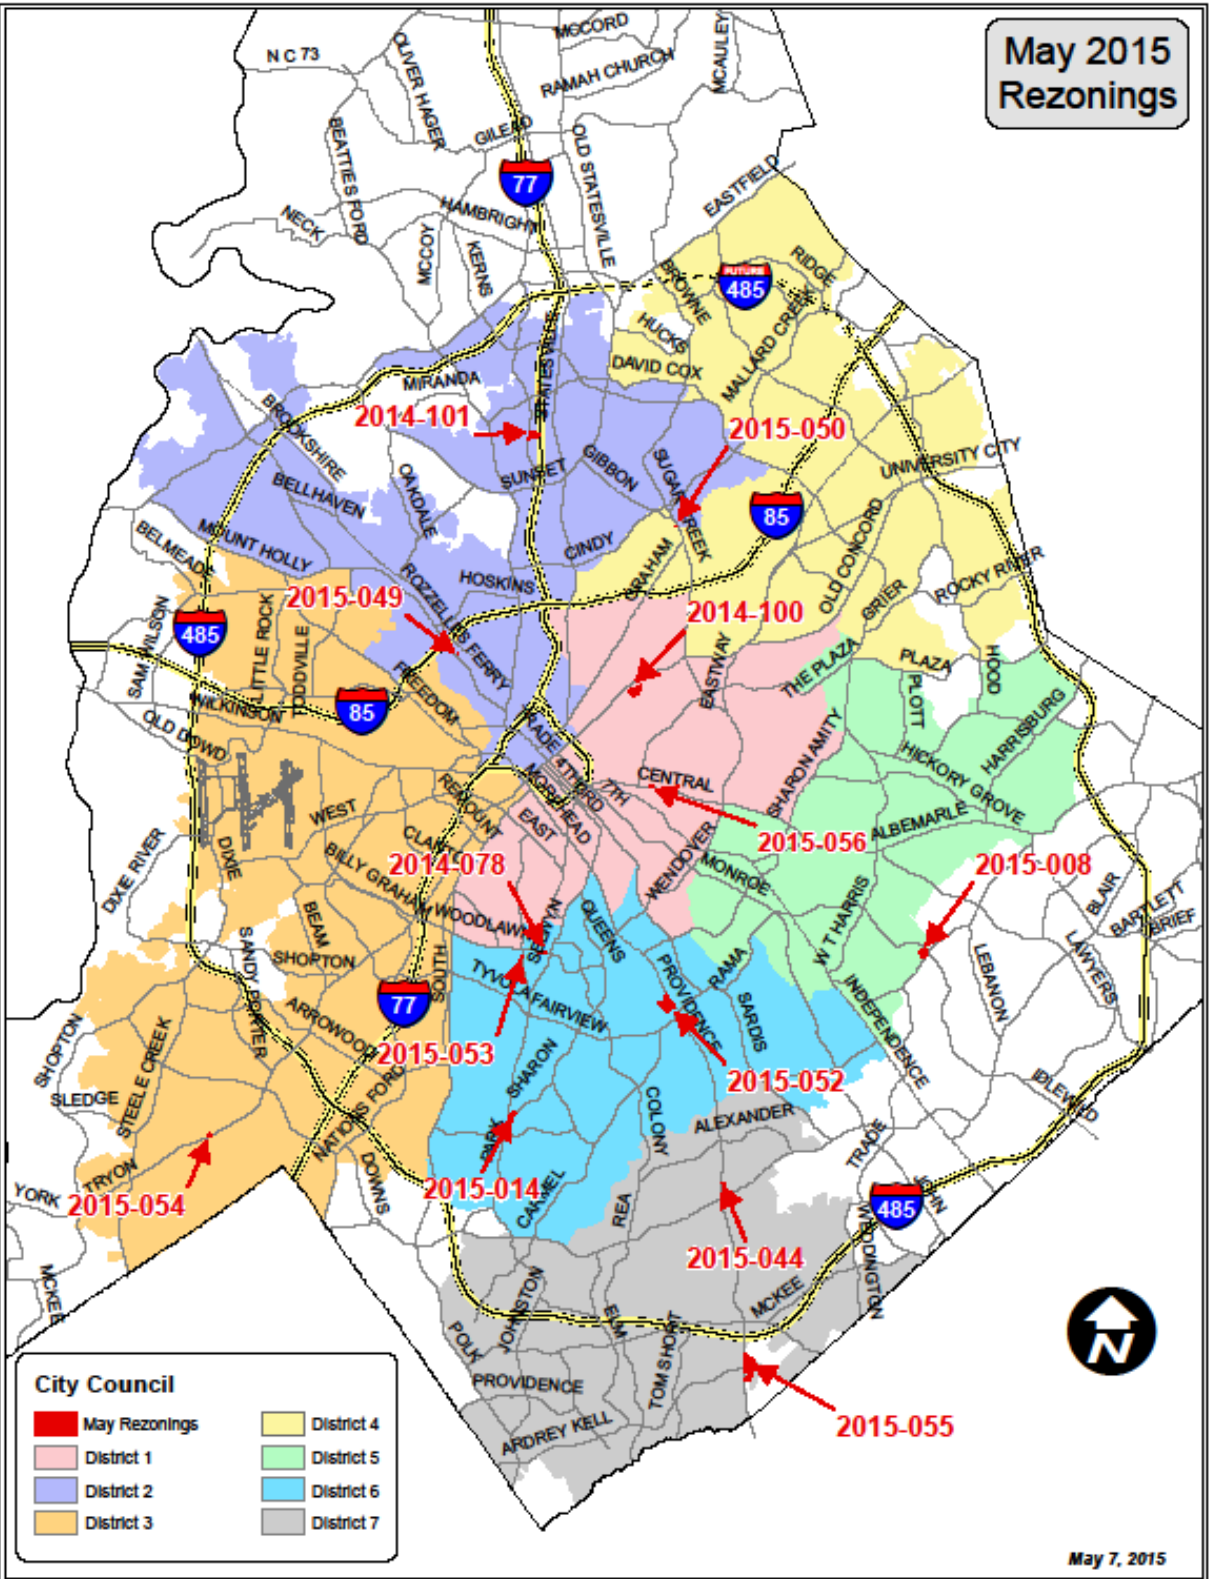 May 2015
Rezonings
N C 73
OLIVER HAGER
MCCORD
RAMAH CHURCH
MCAULEY
BEATTIES FORD
GILEAD
OLD STATESVILLE
77
EASTFIELD
NECK
HAMBRIGHT
MCCOY
KERNS
RIDGE
BROWNE
FUTURE
485
HUCKS
MALLARD CREEK
STATESVILLE
DAVID COX
MIRANDA
2014-101
BROOKSHIRE
2015-050
SUNSET
GIBBON
SUGAR CREEK
UNIVERSITY CITY
BELLHAVEN
OAKDALE
85
MOUNT HOLLY
BELMEADE
CINDY
OLD CONCORD
GRAHAM
HOSKINS
ROCKY RIVER
GRIER
2015-049
ROZZELLES FERRY
2014-100
485
SAM WILSON
LITTLE ROCK
TODDVILLE
EASTWAY
THE PLAZA
PLAZA
HOOD
FREEDOM
WILKINSON
85
PLOTT
OLD DOWD
HARRISBURG
TRADE
4TH
3RD
7TH
CENTRAL
SHARON AMITY
HICKORY GROVE
MOREHEAD
REMOUNT
WEST
EAST
ALBEMARLE
2015-056
DIXIE
DIXIE RIVER
2014-078
BILLY GRAHAM
WENDOVER
MONROE
2015-008
WOODLAWN
W T HARRIS
BLAIR
BARTLETT
BRIEF
BEAM
QUEENS
SHOPTON
SANDY PORTER
SOUTH
TYVOLA
FAIRVIEW
PROVIDENCE
RAMA
SARDIS
LEBANON
LAWYERS
77
ARROWOOD
INDEPENDENCE
2015-053
SHOPTON
STEELE CREEK
SHARON
2015-052
SLEDGE
NATIONS FORD
COLONY
IDLEWILD
ALEXANDER
PARK
TRADE
TRYON
DOWNS
YORK
2015-054
2015-014
CARMEL
REA
485
JOHN
WEDDINGTON
2015-044
MCKEE
JOHNSTON
MCKEE
ELM
TOM SHORT
POLK
N
PROVIDENCE
ARDREY KELL
2015-055
City Council
May Rezonings
District 1
District 2
District 3
District 4
District 5
District 6
District 7
May 7, 2015